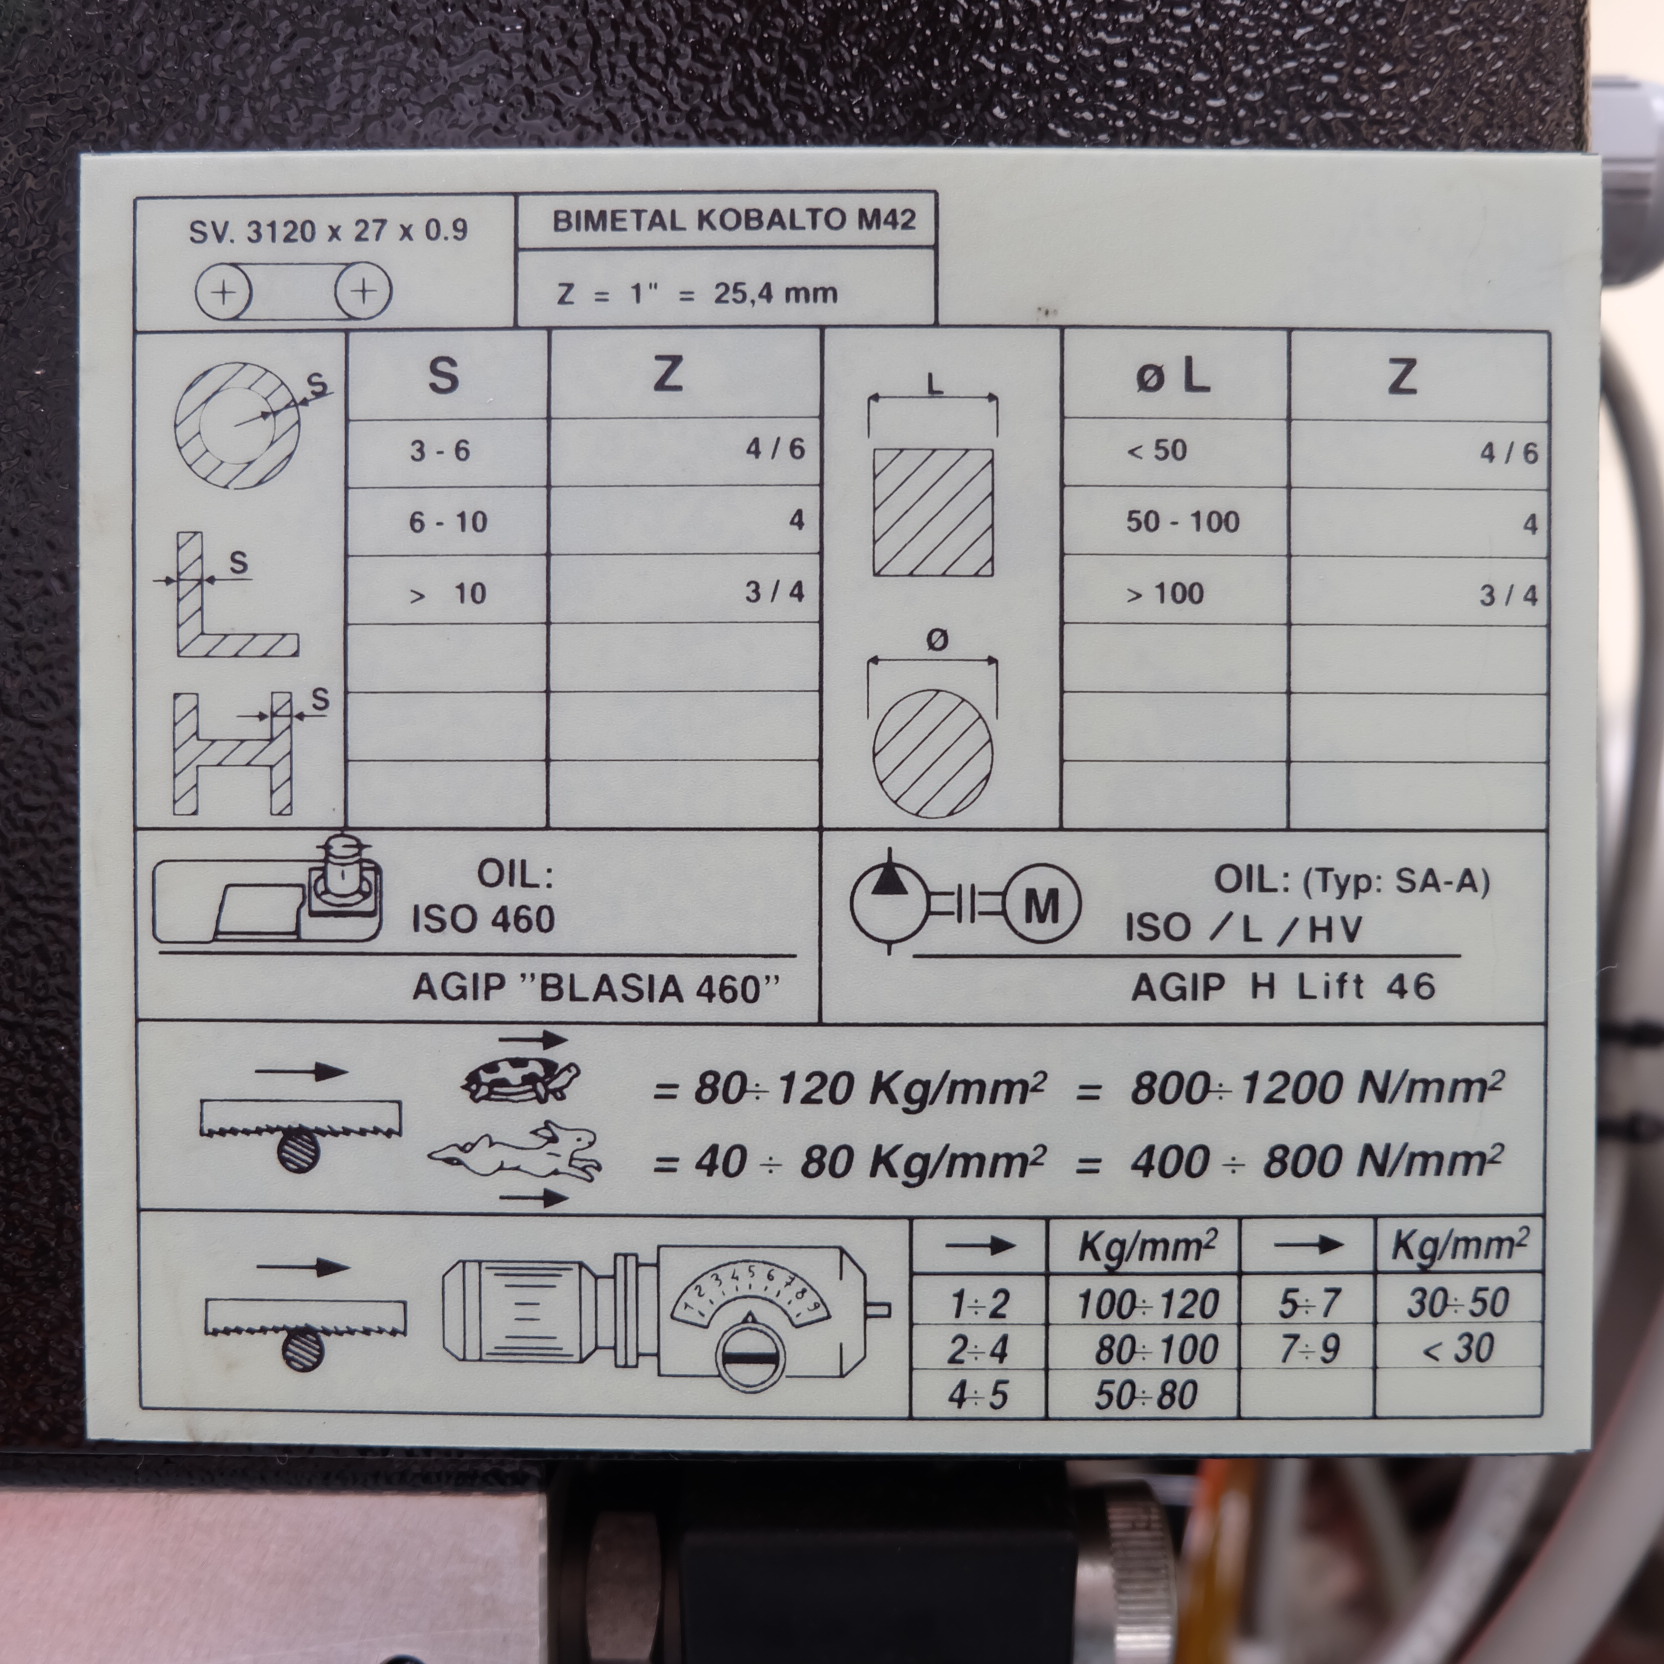 SV. 3120 x 27 x 0.9
BIMETAL KOBALTO M42
Z = 1" = 25,4 mm
S
S
S
S Z
3 - 6 4 / 6
6 - 10 4
> 10 3 / 4
L
Ø
ø L Z
< 50 4 / 6
50 - 100 4
> 100 3 / 4
OIL:
ISO 460
AGIP ”BLASIA 460”
M
OIL: (Typ: SA-A)
ISO / L / HV
AGIP H Lift 46
= 80÷120 Kg/mm² = 800÷1200 N/mm²
= 40 ÷ 80 Kg/mm² = 400 ÷ 800 N/mm²
1 2 3 4 5 6 7 8 9
→ Kg/mm² → Kg/mm²
1÷2 100÷120 5÷7 30÷50
2÷4 80÷100 7÷9 < 30
4÷5 50÷80